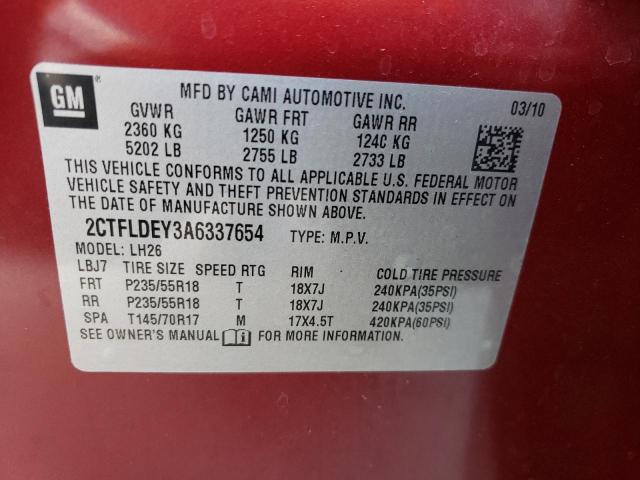 GM
®
MFD BY CAMI AUTOMOTIVE INC.
03/10
GVWR GAWR FRT GAWR RR
2360 KG 1250 KG 124C KG
5202 LB 2755 LB 2733 LB
THIS VEHICLE CONFORMS TO ALL APPLICABLE U.S. FEDERAL MOTOR
VEHICLE SAFETY AND THEFT PREVENTION STANDARDS IN EFFECT ON
THE DATE OF MANUFACTURE SHOWN ABOVE.
2CTFLDEY3A6337654 TYPE: M.P.V.
MODEL: LH26
LBJ7 TIRE SIZE SPEED RTG RIM COLD TIRE PRESSURE
FRT P235/55R18 T 18X7J 240KPA(35PSI)
RR P235/55R18 T 18X7J 240KPA(35PSI)
SPA T145/70R17 M 17X4.5T 420KPA(60PSI)
SEE OWNER'S MANUAL FOR MORE INFORMATION.